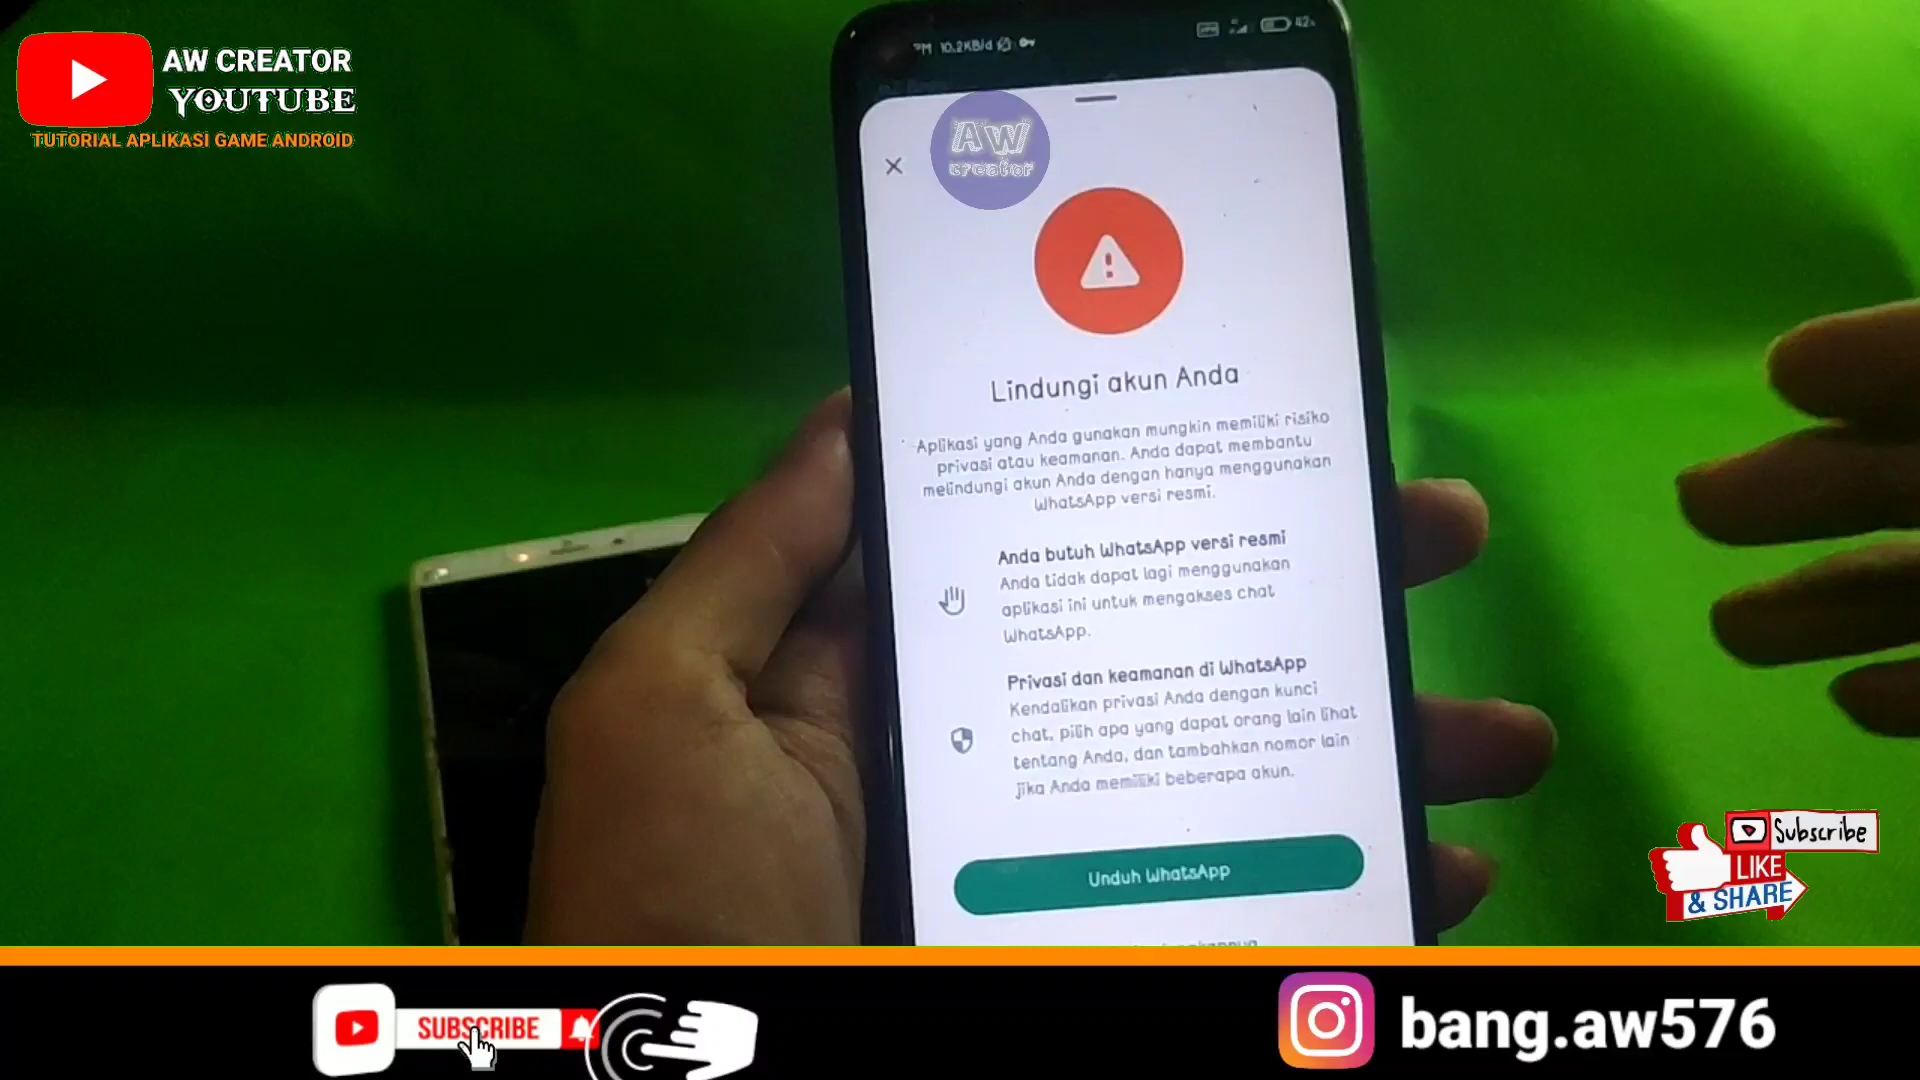 AW CREATOR
YOUTUBE
TUTORIAL APLIKASI GAME ANDROID
10.2KB/d
42%
AW
creator
Lindungi akun Anda
Aplikasi yang Anda gunakan mungkin memiliki risiko
privasi atau keamanan. Anda dapat membantu
melindungi akun Anda dengan hanya menggunakan
WhatsApp versi resmi.
Anda butuh WhatsApp versi resmi
Anda tidak dapat lagi menggunakan
aplikasi ini untuk mengakses chat
WhatsApp.
Privasi dan keamanan di WhatsApp
Kendalikan privasi Anda dengan kunci
chat, pilih apa yang dapat orang lain lihat
tentang Anda, dan tambahkan nomor lain
jika Anda memiliki beberapa akun.
Unduh WhatsApp
Subscribe
LIKE
& SHARE
SUBSCRIBE
bang.aw576